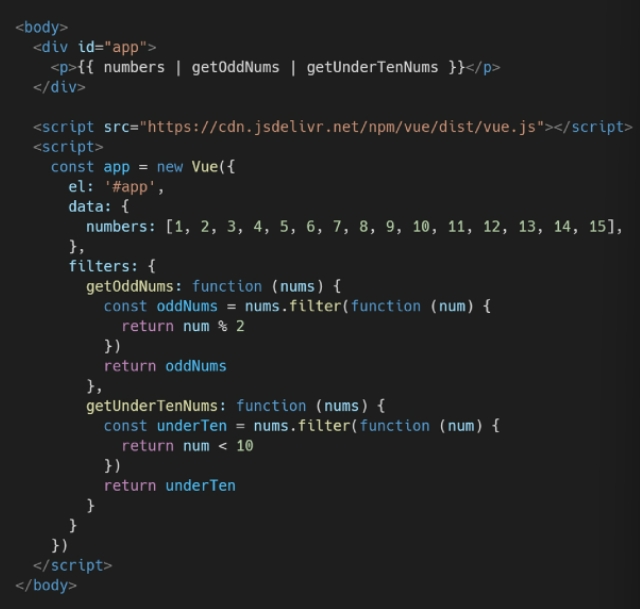 <body>
  <div id="app">
    <p>{{ numbers | getOddNums | getUnderTenNums }}</p>
  </div>

  <script src="https://cdn.jsdelivr.net/npm/vue/dist/vue.js"></script>
  <script>
    const app = new Vue({
      el: '#app',
      data: {
        numbers: [1, 2, 3, 4, 5, 6, 7, 8, 9, 10, 11, 12, 13, 14, 15],
      },
      filters: {
        getOddNums: function (nums) {
          const oddNums = nums.filter(function (num) {
            return num % 2
          })
          return oddNums
        },
        getUnderTenNums: function (nums) {
          const underTen = nums.filter(function (num) {
            return num < 10
          })
          return underTen
        }
      }
    })
  </script>
</body>